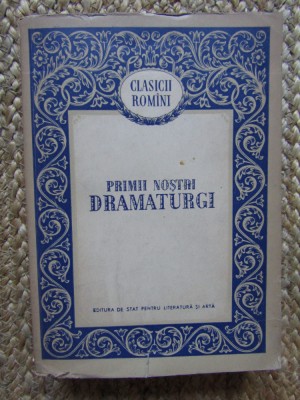 CLASICII
ROMÎNI
PRIMII NOȘTRI
DRAMATURGI
EDITURA DE STAT PENTRU LITERATURĂ ȘI ARTĂ